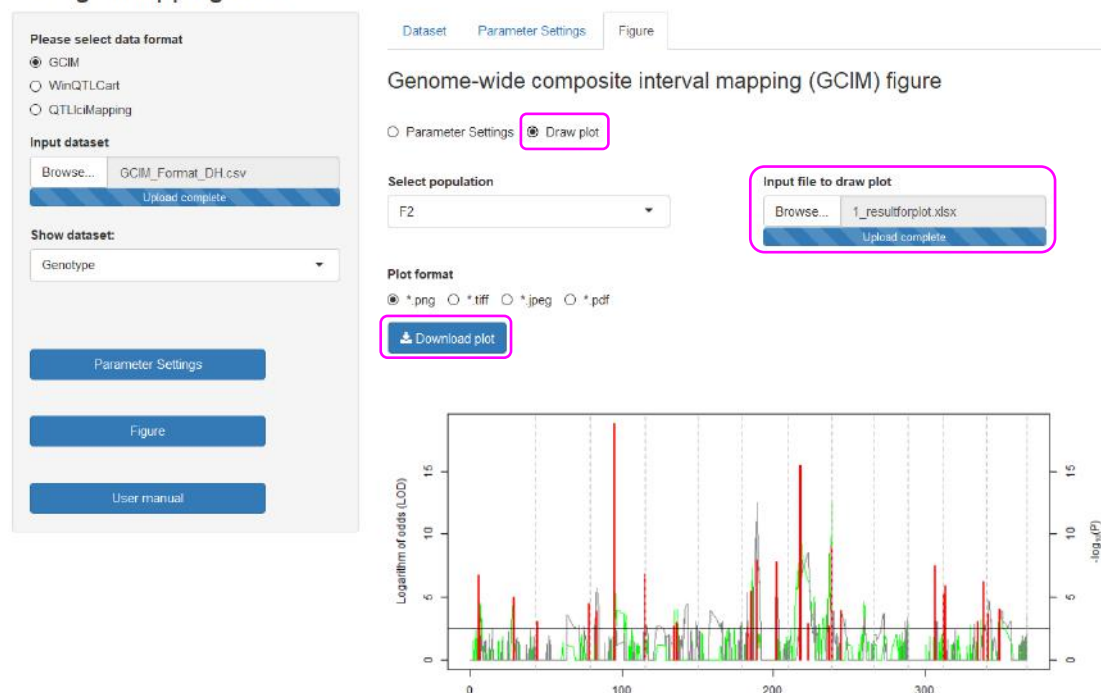 Please select data format
GCIM
WinQTLCart
QTLIciMapping
Input dataset
Browse... GCIM_Format_DH.csv
Upload complete
Show dataset:
Genotype
Parameter Settings
Figure
User manual
Dataset Parameter Settings Figure
Genome-wide composite interval mapping (GCIM) figure
Parameter Settings Draw plot
Select population
F2
Input file to draw plot
Browse... 1_resultforplot.xlsx
Upload complete
Plot format
*.png *.tiff *.jpeg *.pdf
Download plot
Logarithm of odds (LOD)
15
10
5
0
15
10
5
0
-log₁₀(P)
0 100 200 300